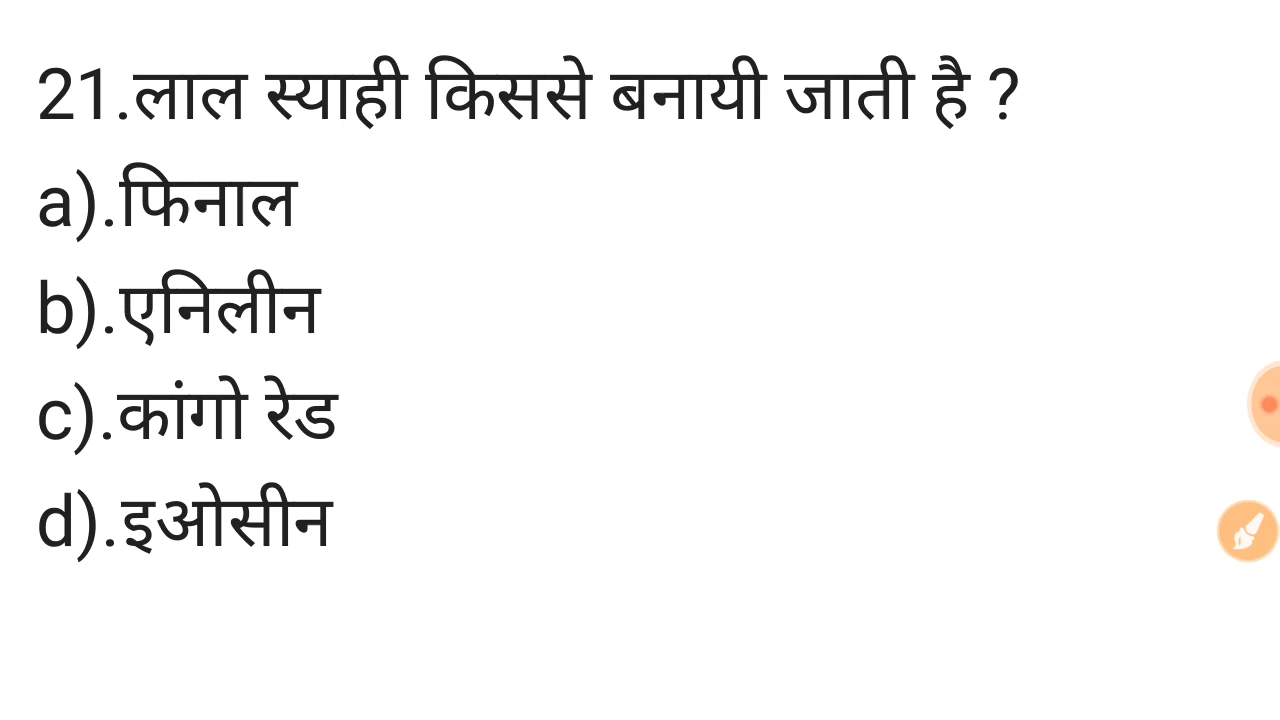 21.लाल स्याही किससे बनायी जाती है ?
a).फिनाल
b).एनिलीन
c).कांगो रेड
d).इओसीन